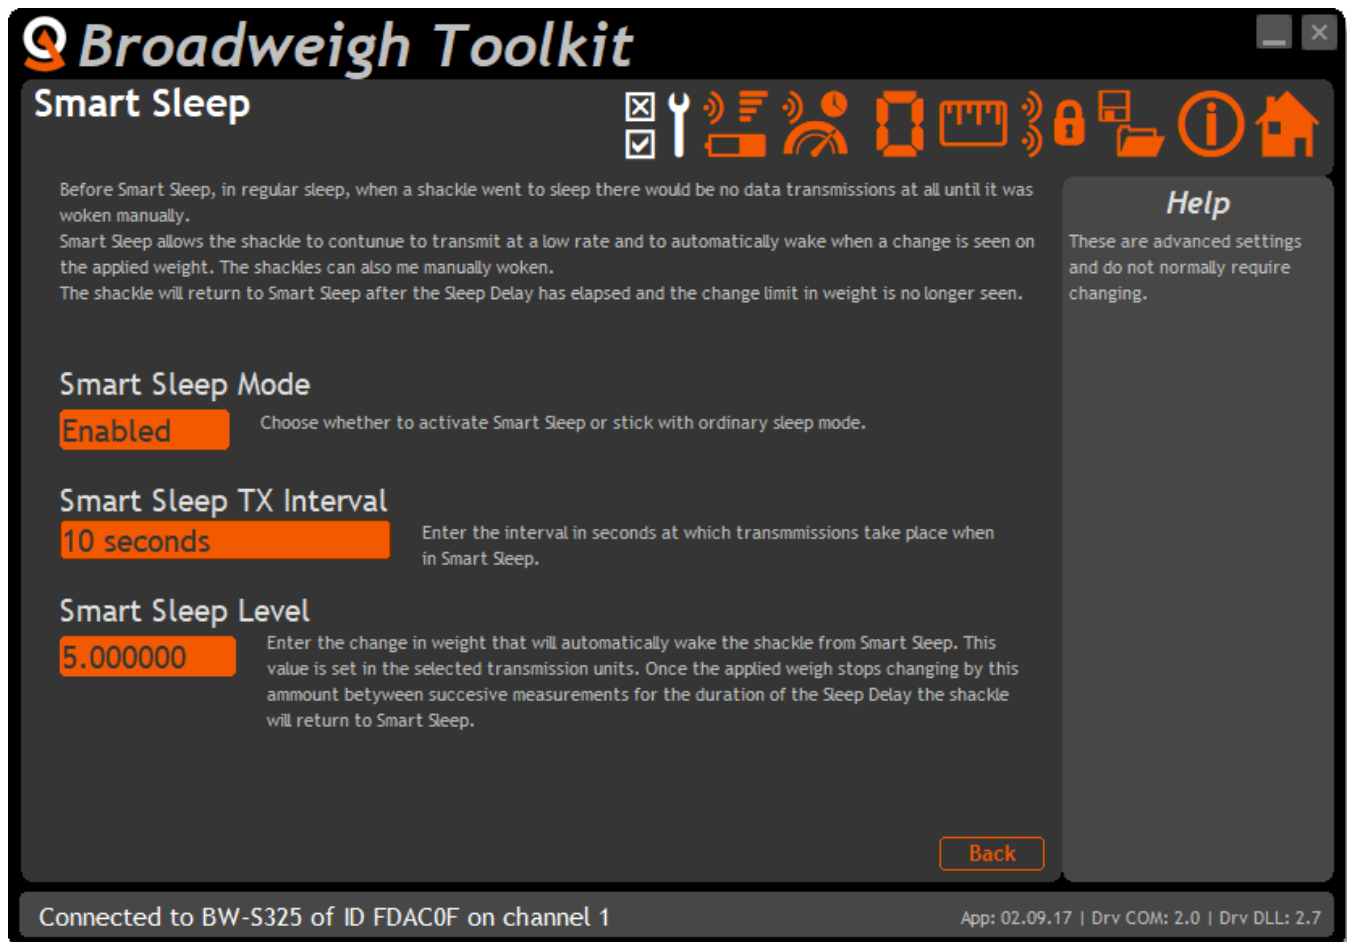 Broadweigh Toolkit
Smart Sleep
Before Smart Sleep, in regular sleep, when a shackle went to sleep there would be no data transmissions at all until it was
woken manually.
Smart Sleep allows the shackle to contunue to transmit at a low rate and to automatically wake when a change is seen on
the applied weight. The shackles can also me manually woken.
The shackle will return to Smart Sleep after the Sleep Delay has elapsed and the change limit in weight is no longer seen.
Help
These are advanced settings
and do not normally require
changing.
Smart Sleep Mode
Enabled
Choose whether to activate Smart Sleep or stick with ordinary sleep mode.
Smart Sleep TX Interval
10 seconds
Enter the interval in seconds at which transmmissions take place when
in Smart Sleep.
Smart Sleep Level
5.000000
Enter the change in weight that will automatically wake the shackle from Smart Sleep. This
value is set in the selected transmission units. Once the applied weigh stops changing by this
ammount betyween succesive measurements for the duration of the Sleep Delay the shackle
will return to Smart Sleep.
Back
Connected to BW-S325 of ID FDAC0F on channel 1
App: 02.09.17 | Drv COM: 2.0 | Drv DLL: 2.7